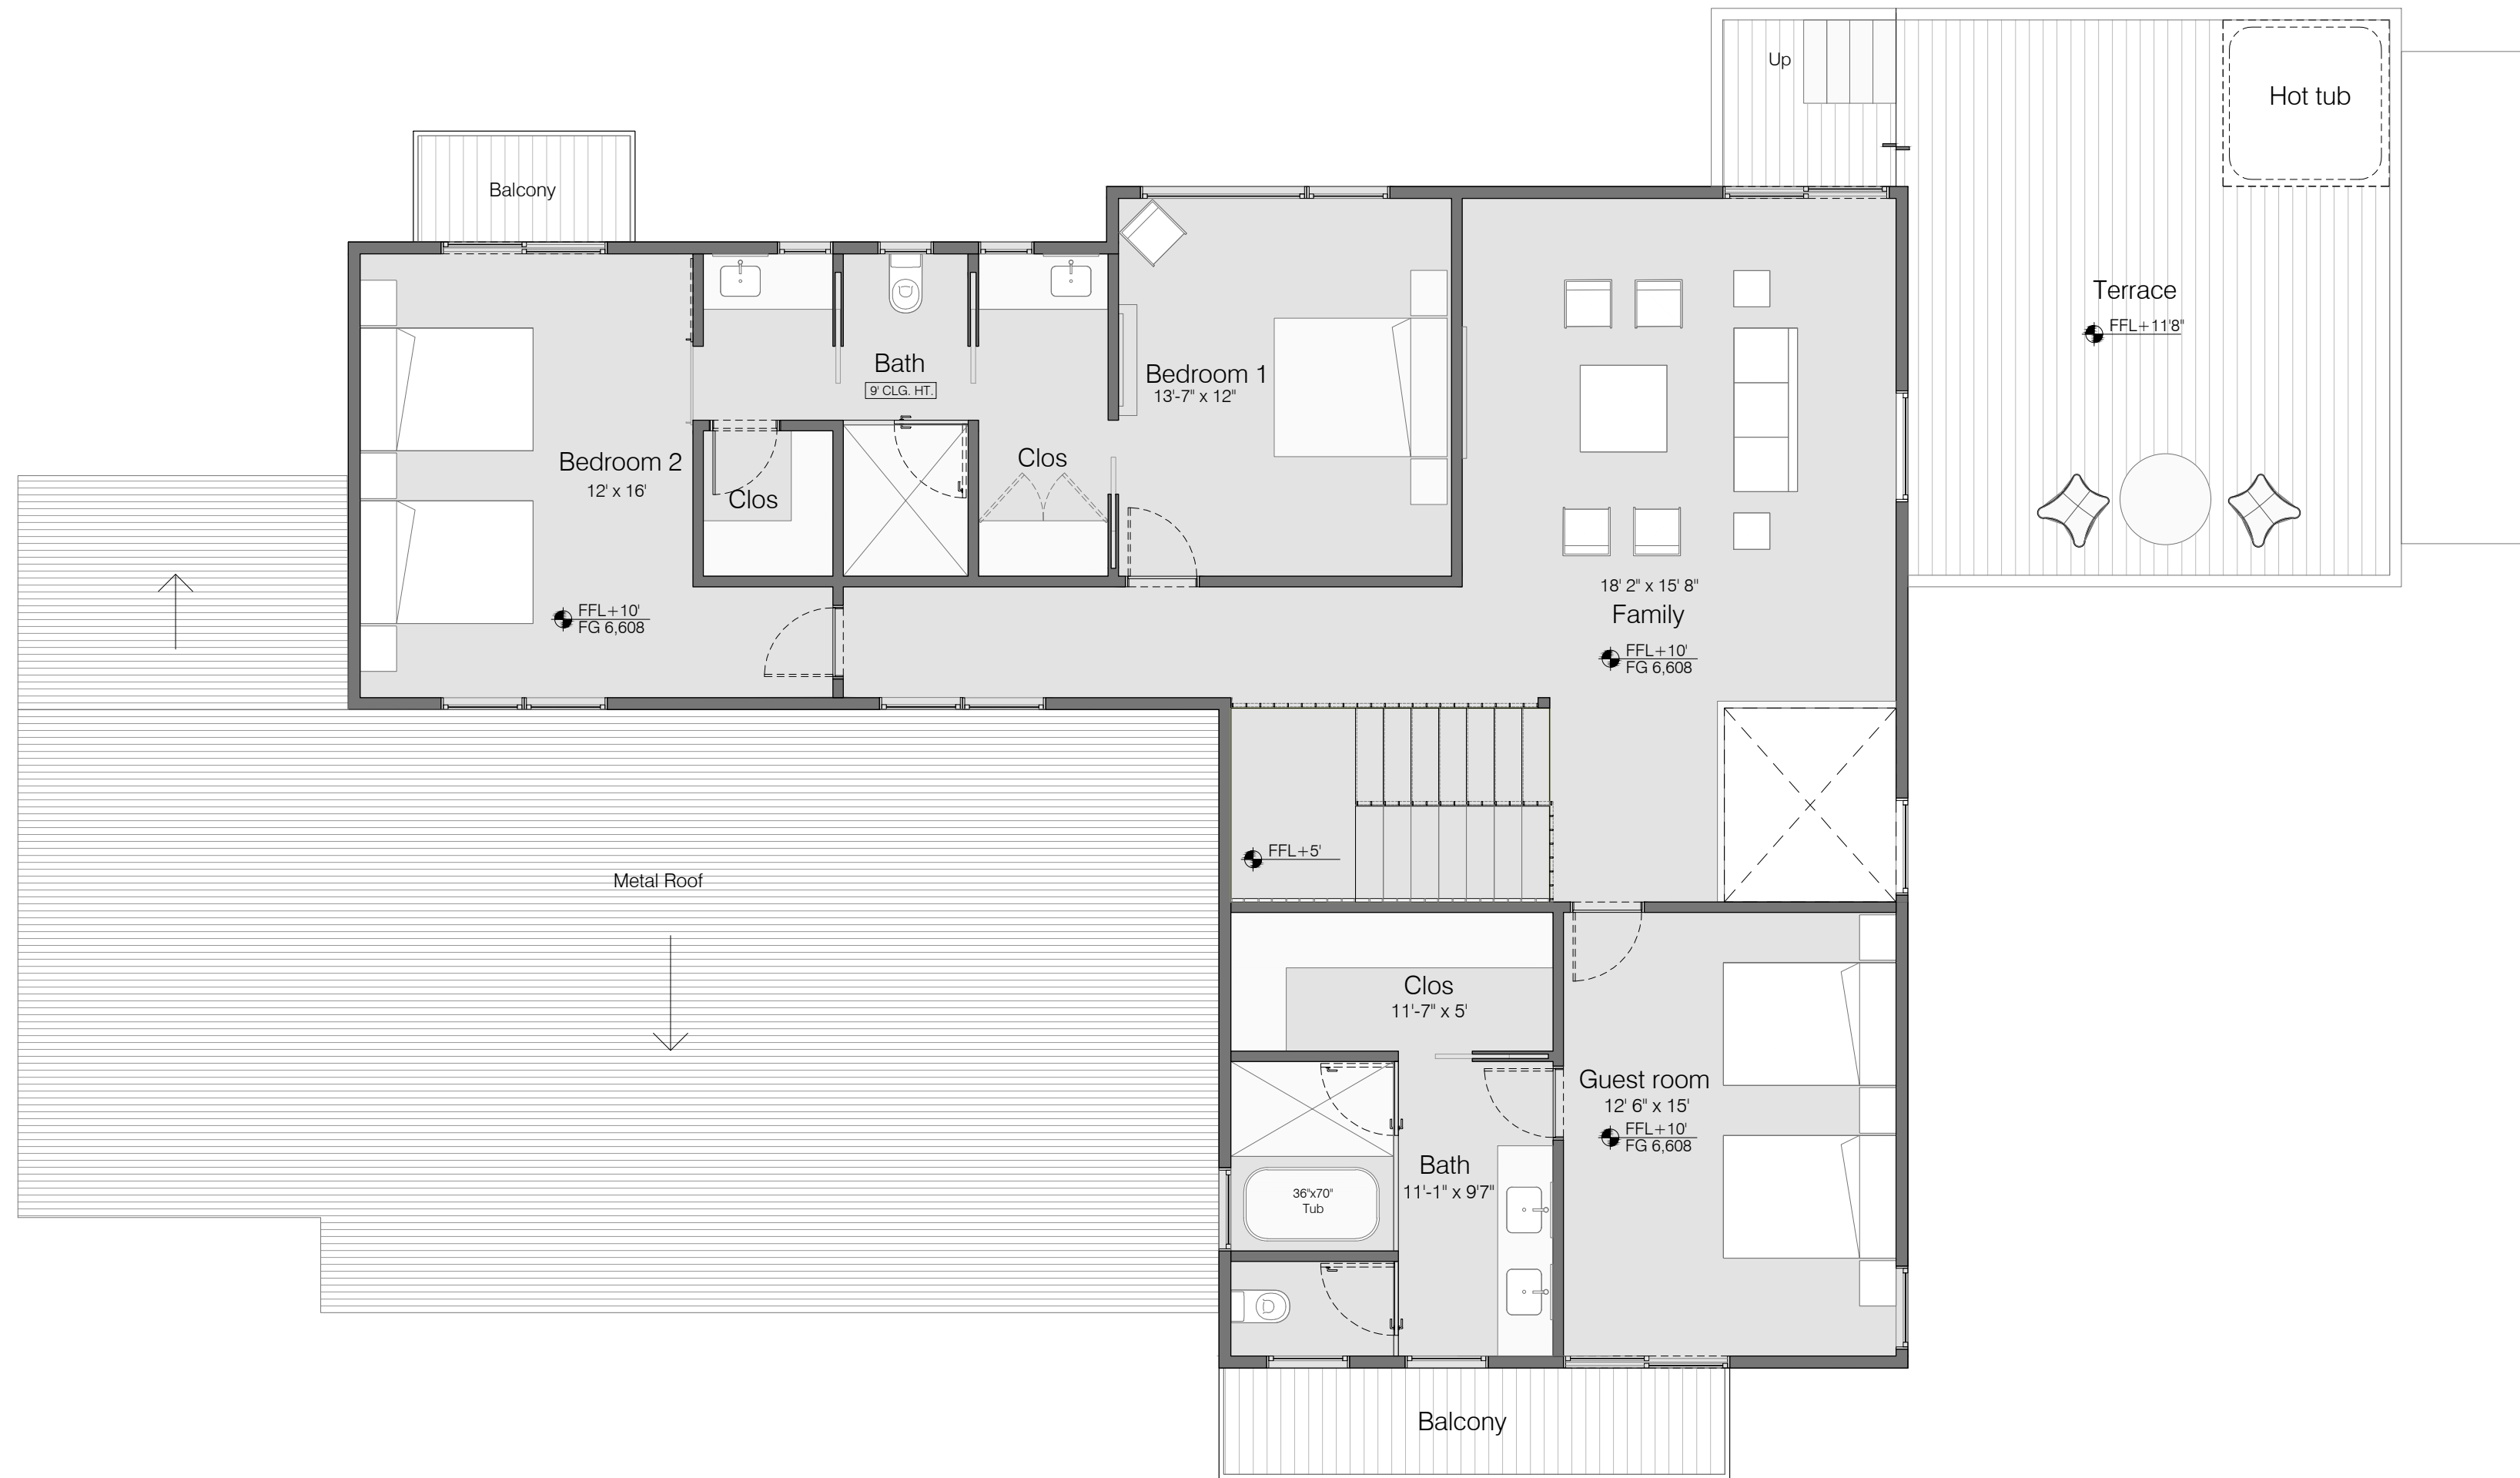 Up
Hot tub
Balcony
Terrace
FFL+11'8"
Bath
9' CLG. HT.
Bedroom 1
13'-7" x 12"
Bedroom 2
12' x 16'
Clos
Clos
FFL+10'
FG 6,608
18' 2" x 15' 8"
Family
FFL+10'
FG 6,608
FFL+5'
Metal Roof
Clos
11'-7" x 5'
Guest room
12' 6" x 15'
FFL+10'
FG 6,608
Bath
11'-1" x 9'7"
36"x70"
Tub
Balcony